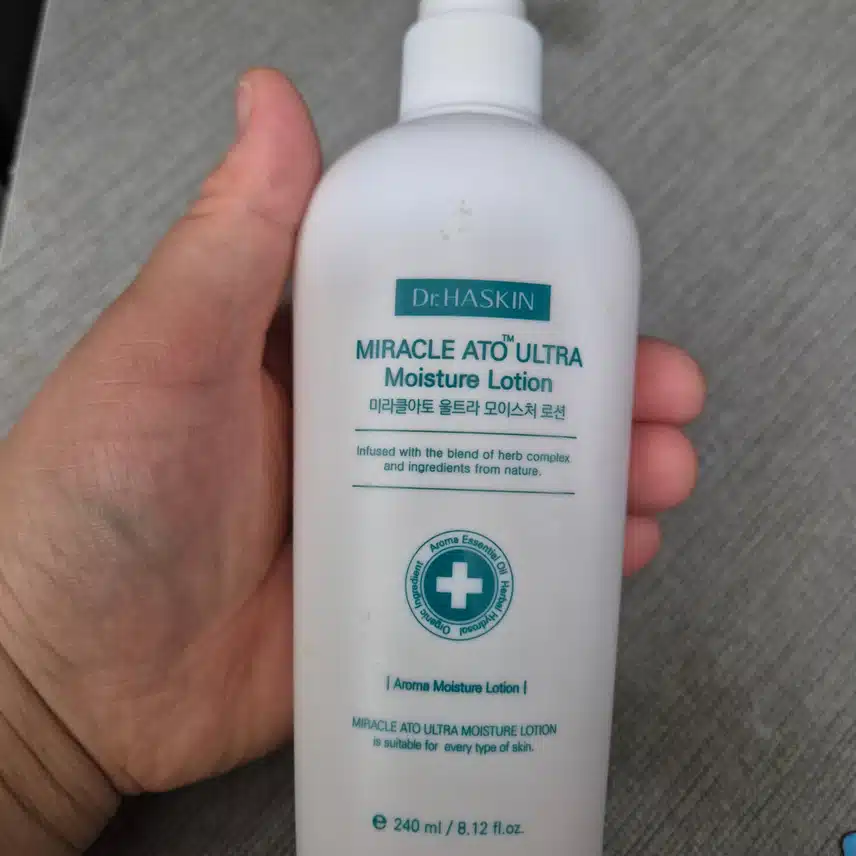 Dr.HASKIN
MIRACLE ATO™ ULTRA
Moisture Lotion
미라클아토 울트라 모이스처 로션
Infused with the blend of herb complex
and ingredients from nature.
Aroma Essential Oil Herbal Hydrosol Organic Ingredient
| Aroma Moisture Lotion |
MIRACLE ATO ULTRA MOISTURE LOTION
is suitable for every type of skin.
℮ 240 ml / 8.12 fl.oz.